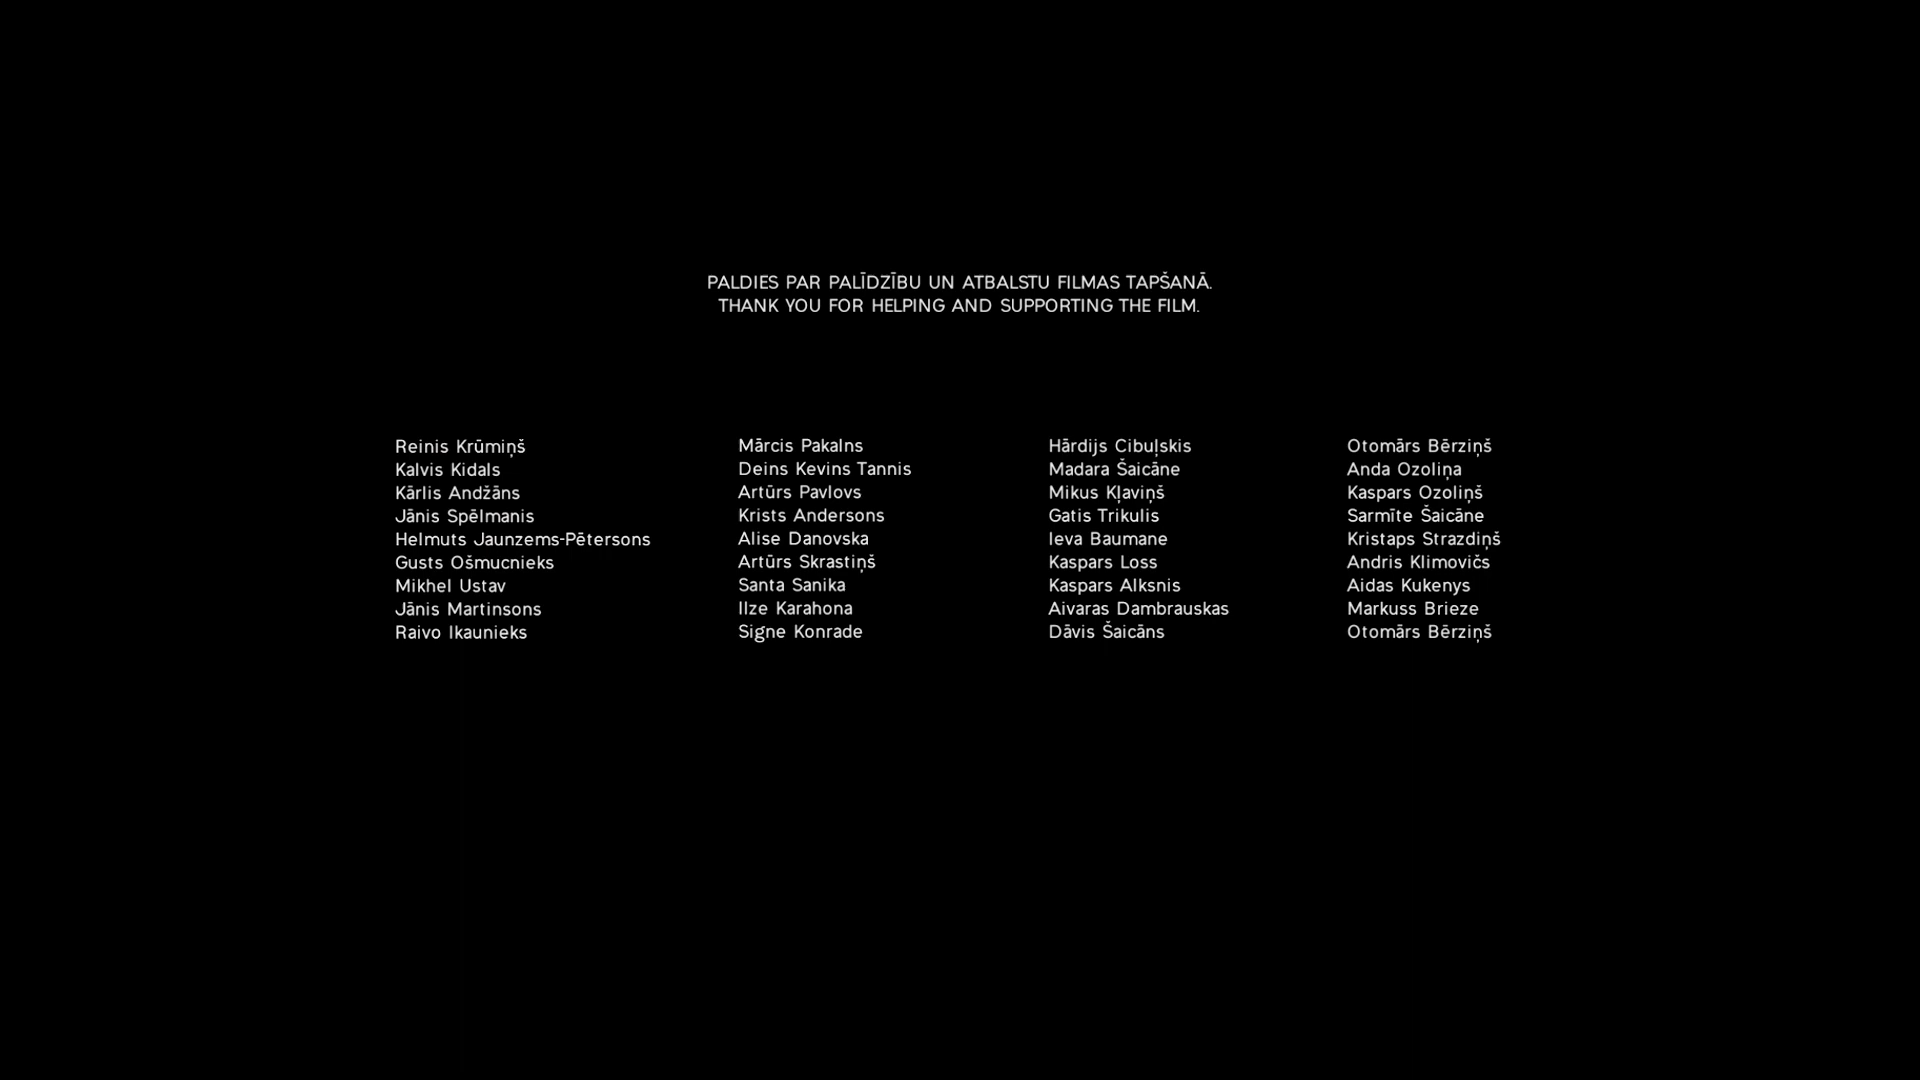 PALDIES PAR PALĪDZĪBU UN ATBALSTU FILMAS TAPŠANĀ.
THANK YOU FOR HELPING AND SUPPORTING THE FILM.
Reinis Krūmiņš
Kalvis Kidals
Kārlis Andžāns
Jānis Spēlmanis
Helmuts Jaunzems-Pētersons
Gusts Ošmucnieks
Mikhel Ustav
Jānis Martinsons
Raivo Ikaunieks
Mārcis Pakalns
Deins Kevins Tannis
Artūrs Pavlovs
Krists Andersons
Alise Danovska
Artūrs Skrastiņš
Santa Sanika
Ilze Karahona
Signe Konrade
Hārdijs Cibuļskis
Madara Šaicāne
Mikus Kļaviņš
Gatis Trikulis
Ieva Baumane
Kaspars Loss
Kaspars Alksnis
Aivaras Dambrauskas
Dāvis Šaicāns
Otomārs Bērziņš
Anda Ozoliņa
Kaspars Ozoliņš
Sarmīte Šaicāne
Kristaps Strazdiņš
Andris Klimovičs
Aidas Kukenys
Markuss Brieze
Otomārs Bērziņš